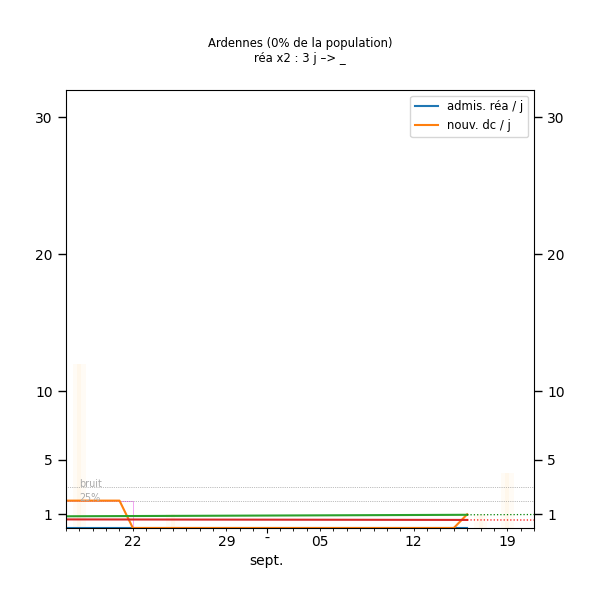 Ardennes (0% de la population)
réa x2 : 3 j –> _
admis. réa / j
nouv. dc / j
30 30
20 20
10 10
5 5
bruit
25%
1 1
22 29 - 05 12 19
sept.